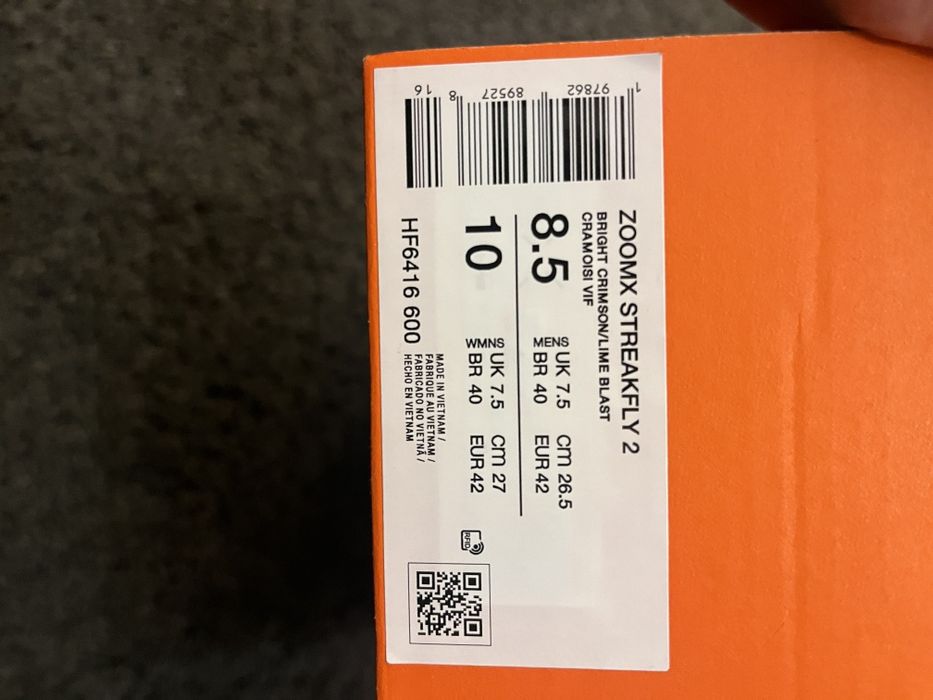 ZOOMX STREAKFLY 2
BRIGHT CRIMSON/LIME BLAST
CRAMOISI VIF
8.5
MENS
UK 7.5 cm 26.5
BR 40 EUR 42
10
WMNS
UK 7.5 cm 27
BR 40 EUR 42
RFID
HF6416 600
MADE IN VIETNAM /
FABRIQUE AU VIETNAM /
FABRICADO NO VIETNÃ /
HECHO EN VIETNAM
1 97862 89527 8
16